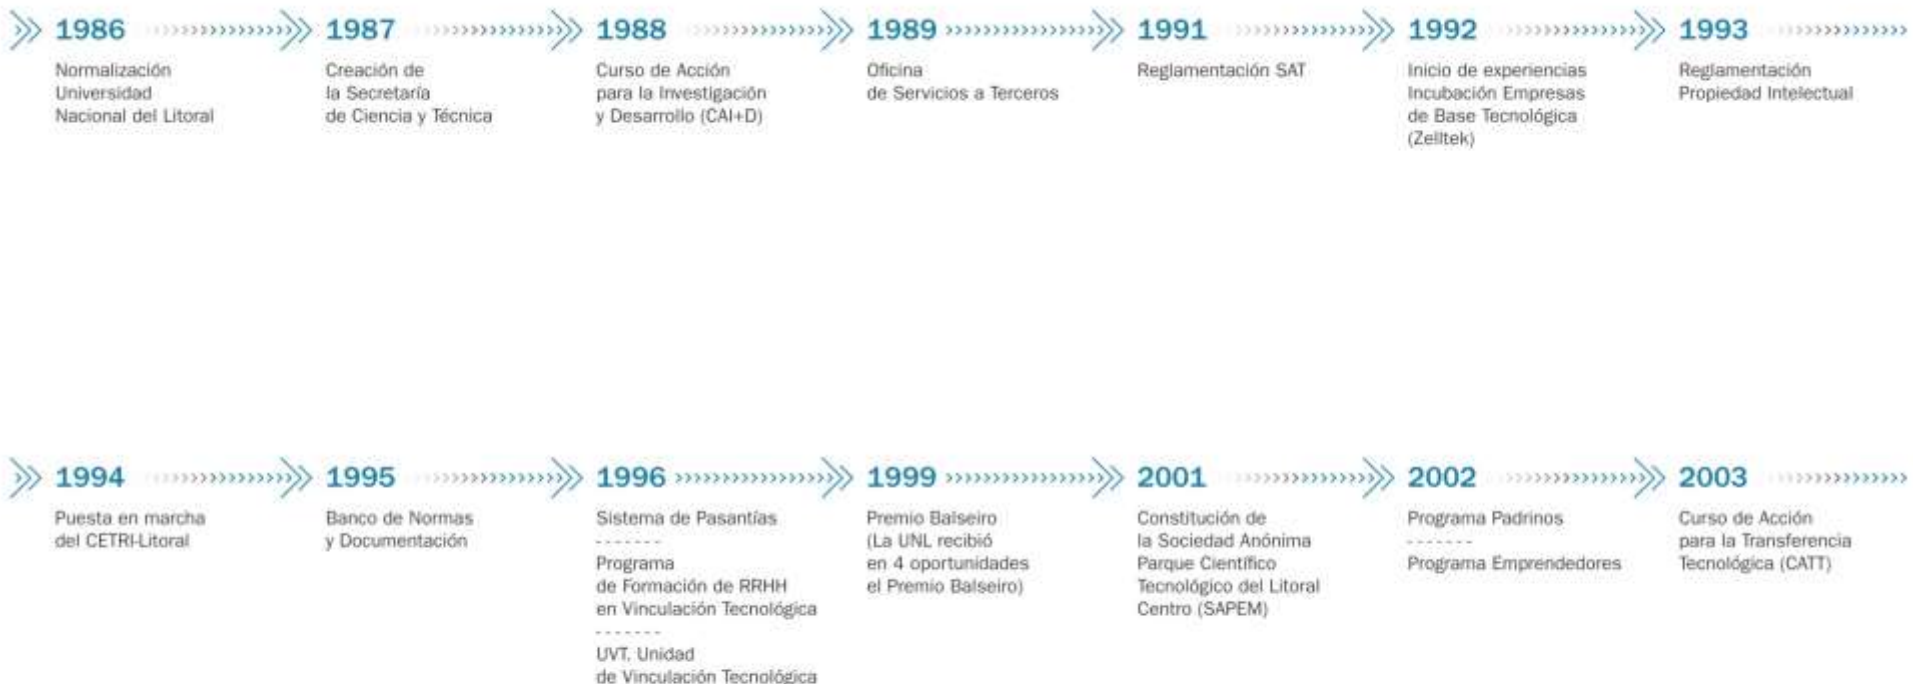 1986
Normalización
Universidad
Nacional del Litoral
1987
Creación de
la Secretaría
de Ciencia y Técnica
1988
Curso de Acción
para la Investigación
y Desarrollo (CAI+D)
1989
Oficina
de Servicios a Terceros
1991
Reglamentación SAT
1992
Inicio de experiencias
Incubación Empresas
de Base Tecnológica
(Zelltek)
1993
Reglamentación
Propiedad Intelectual
1994
Puesta en marcha
del CETRI-Litoral
1995
Banco de Normas
y Documentación
1996
Sistema de Pasantías
Programa
de Formación de RRHH
en Vinculación Tecnológica
UVT. Unidad
de Vinculación Tecnológica
1999
Premio Balseiro
(La UNL recibió
en 4 oportunidades
el Premio Balseiro)
2001
Constitución de
la Sociedad Anónima
Parque Científico
Tecnológico del Litoral
Centro (SAPEM)
2002
Programa Padrinos
Programa Emprendedores
2003
Curso de Acción
para la Transferencia
Tecnológica (CATT)